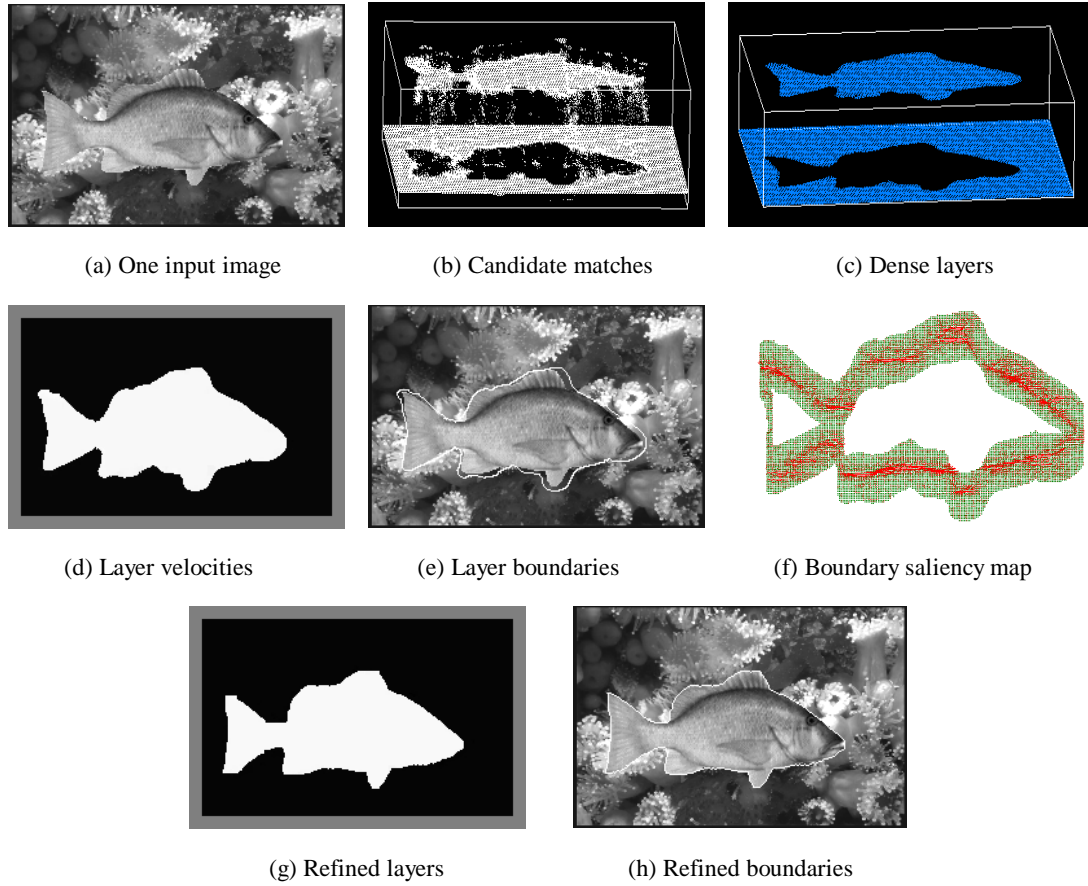 (a) One input image
(b) Candidate matches
(c) Dense layers
(d) Layer velocities
(e) Layer boundaries
(f) Boundary saliency map
(g) Refined layers
(h) Refined boundaries